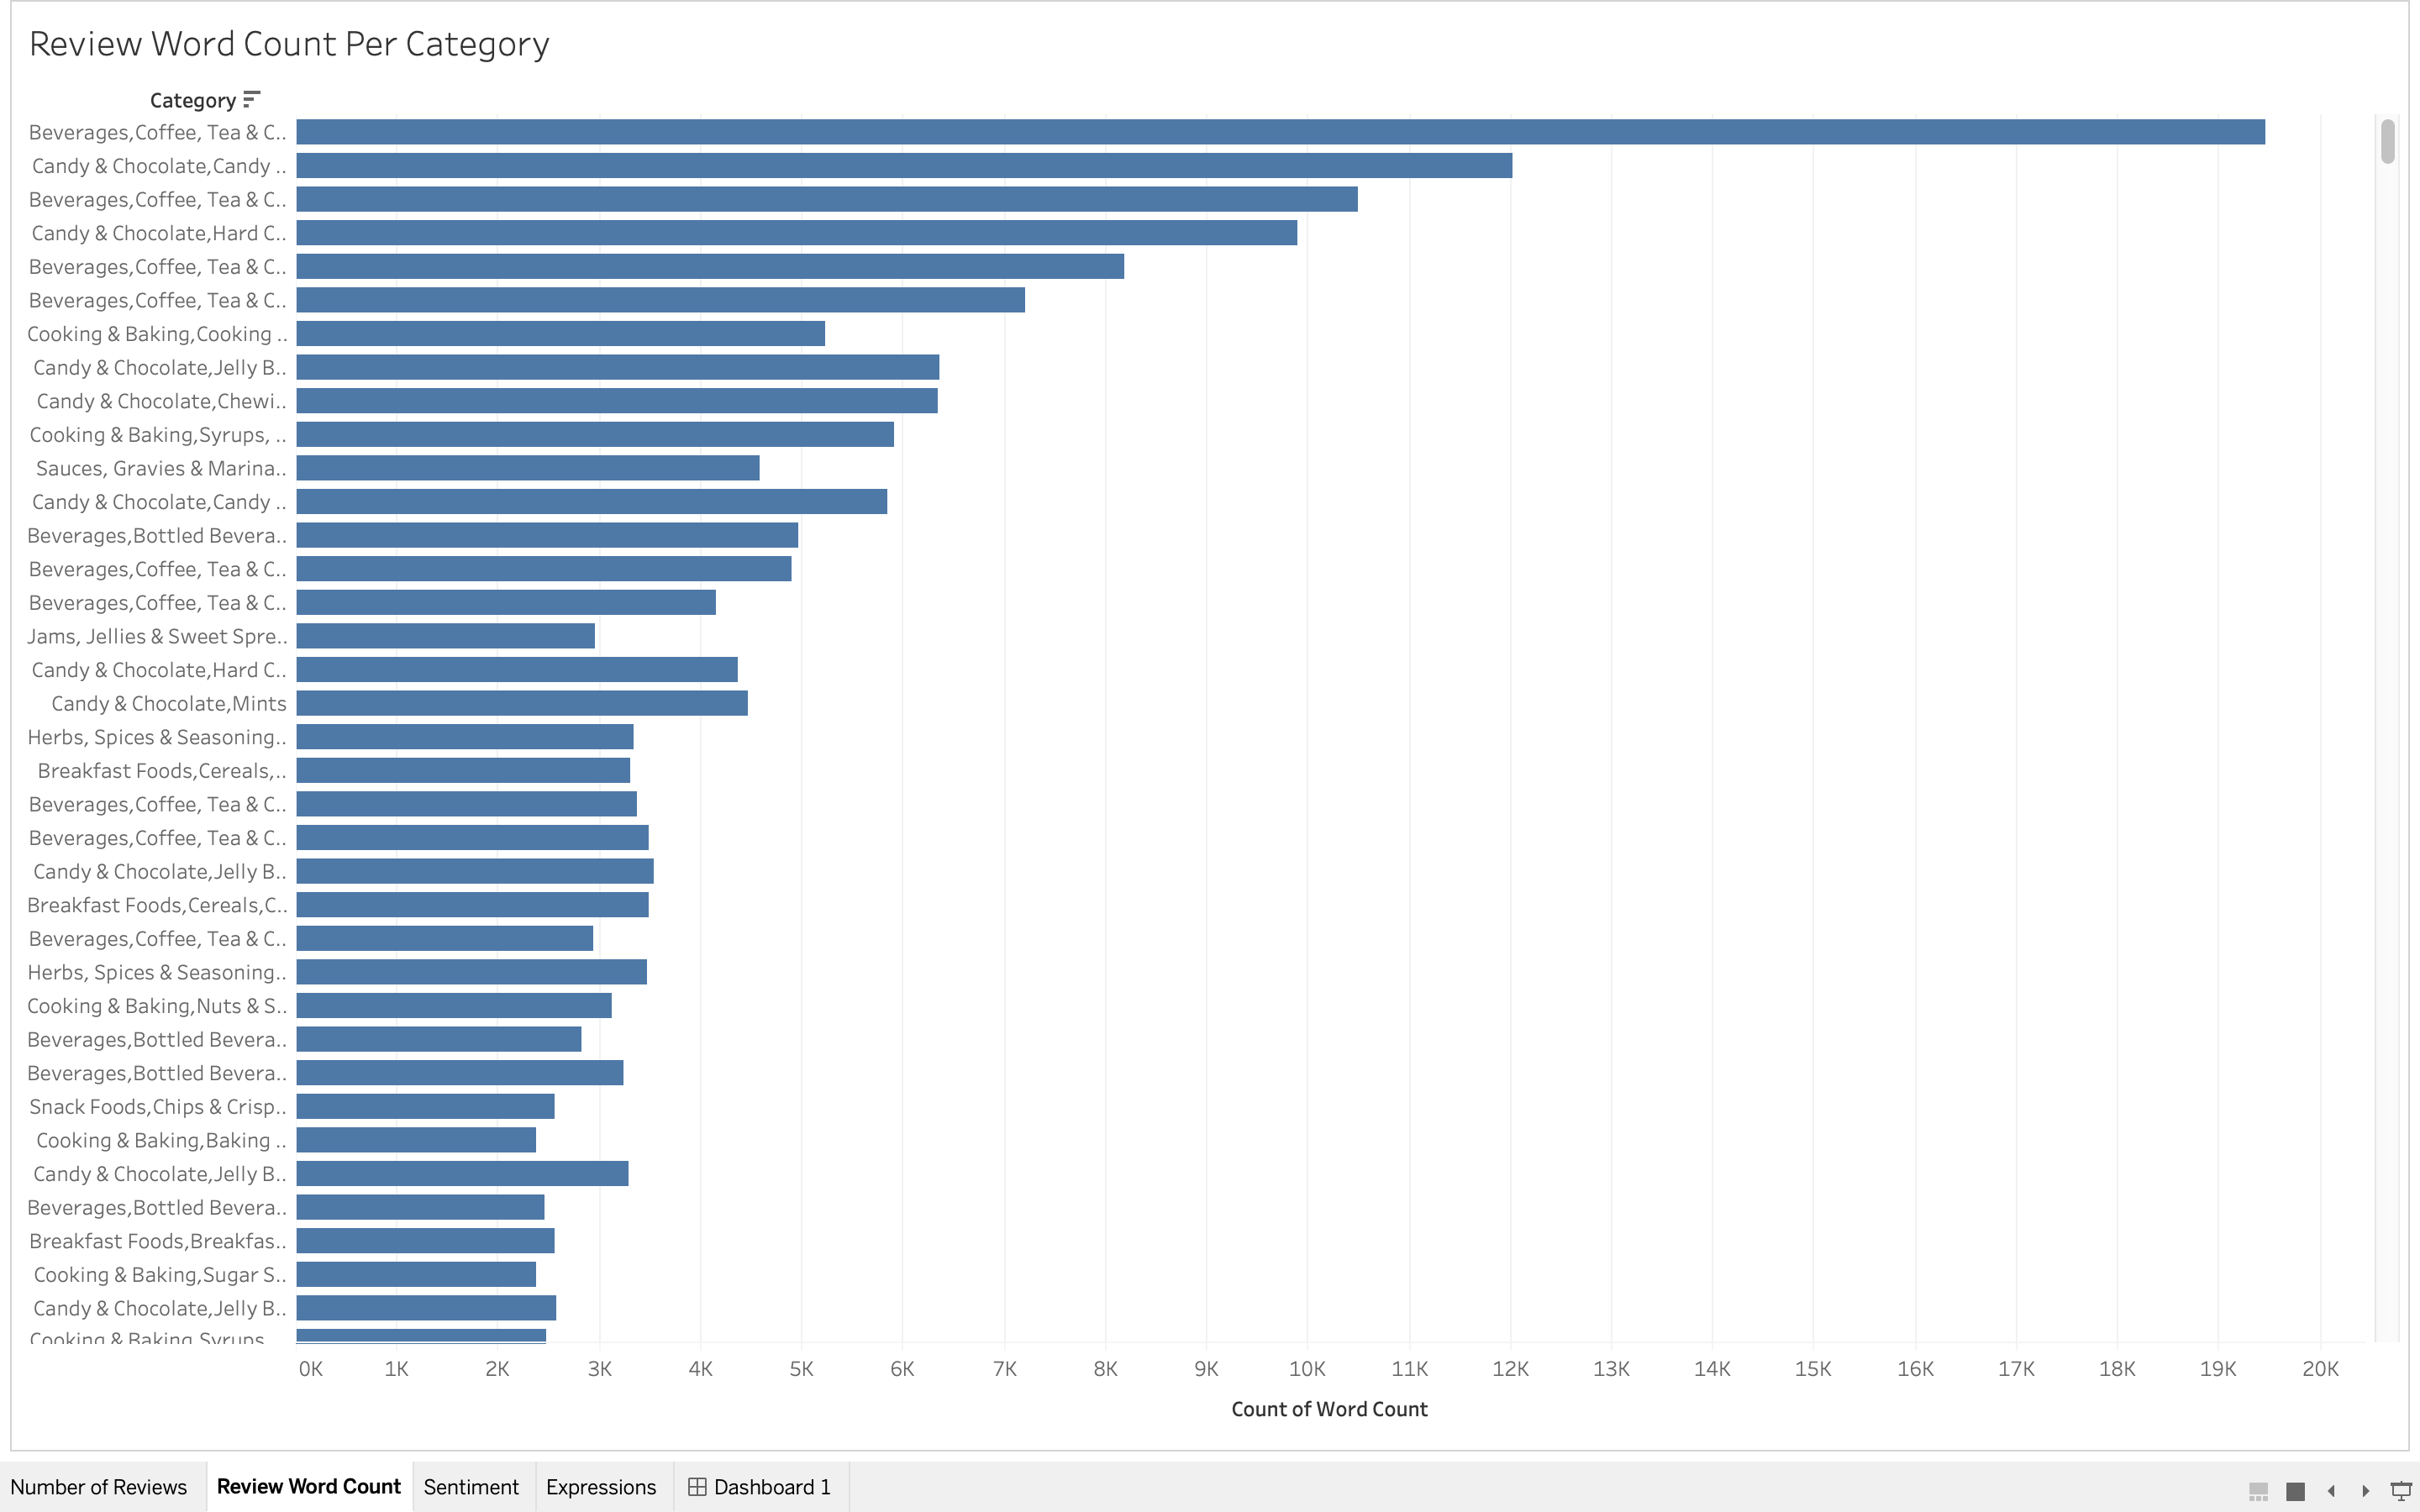 Review Word Count Per Category
Category
Beverages,Coffee, Tea & C..
Candy & Chocolate,Candy ..
Beverages,Coffee, Tea & C..
Candy & Chocolate,Hard C..
Beverages,Coffee, Tea & C..
Beverages,Coffee, Tea & C..
Cooking & Baking,Cooking ..
Candy & Chocolate,Jelly B..
Candy & Chocolate,Chewi..
Cooking & Baking,Syrups, ..
Sauces, Gravies & Marina..
Candy & Chocolate,Candy ..
Beverages,Bottled Bevera..
Beverages,Coffee, Tea & C..
Beverages,Coffee, Tea & C..
Jams, Jellies & Sweet Spre..
Candy & Chocolate,Hard C..
Candy & Chocolate,Mints
Herbs, Spices & Seasoning..
Breakfast Foods,Cereals,..
Beverages,Coffee, Tea & C..
Beverages,Coffee, Tea & C..
Candy & Chocolate,Jelly B..
Breakfast Foods,Cereals,C..
Beverages,Coffee, Tea & C..
Herbs, Spices & Seasoning..
Cooking & Baking,Nuts & S..
Beverages,Bottled Bevera..
Beverages,Bottled Bevera..
Snack Foods,Chips & Crisp..
Cooking & Baking,Baking ..
Candy & Chocolate,Jelly B..
Beverages,Bottled Bevera..
Breakfast Foods,Breakfas..
Cooking & Baking,Sugar S..
Candy & Chocolate,Jelly B..
Cooking & Baking,Syrups, ..
0K 1K 2K 3K 4K 5K 6K 7K 8K 9K 10K 11K 12K 13K 14K 15K 16K 17K 18K 19K 20K
Count of Word Count
Number of Reviews Review Word Count Sentiment Expressions Dashboard 1